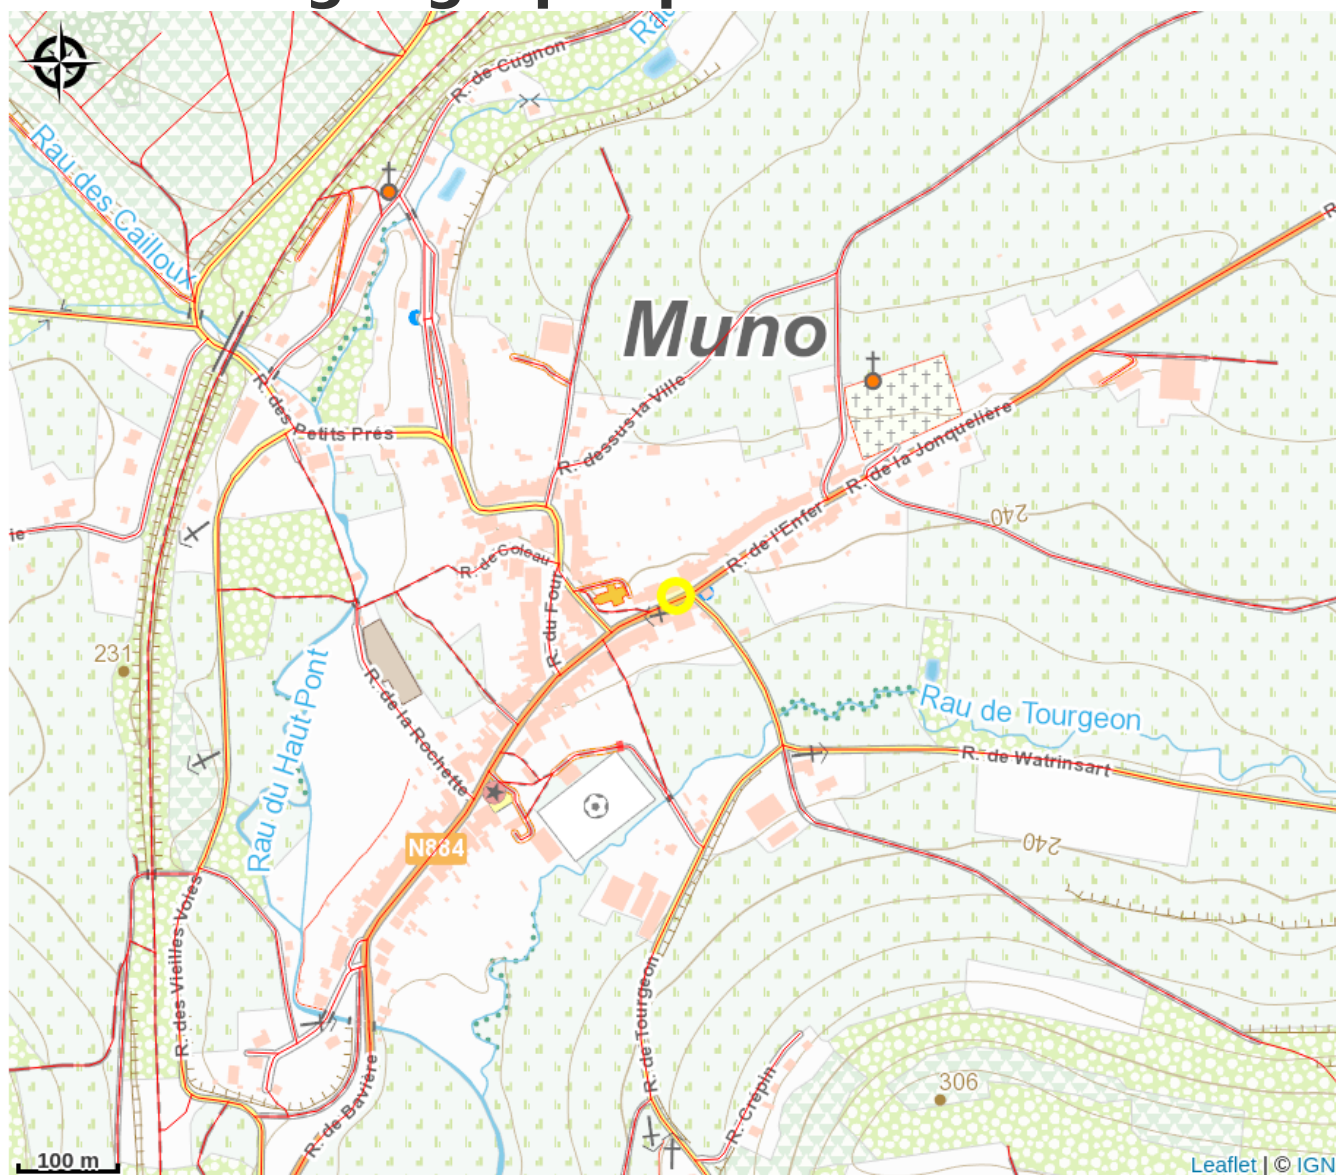 R. de Cugnon
Rau des Cailloux
Muno
R. dessus la Ville
R. des Petits Prés
R. de la Jonquelière
R. de l'Enfer
240
R. de Coleau
R. du Four
231
Rau du Haut Pont
R. de la Rochette
Rau de Tourgeon
R. de Watrinsart
N884
240
R. des Vieilles Voies
R. de Tourgeon
306
R. Crepin
R. de Bavière
100 m
Leaflet | © IGN